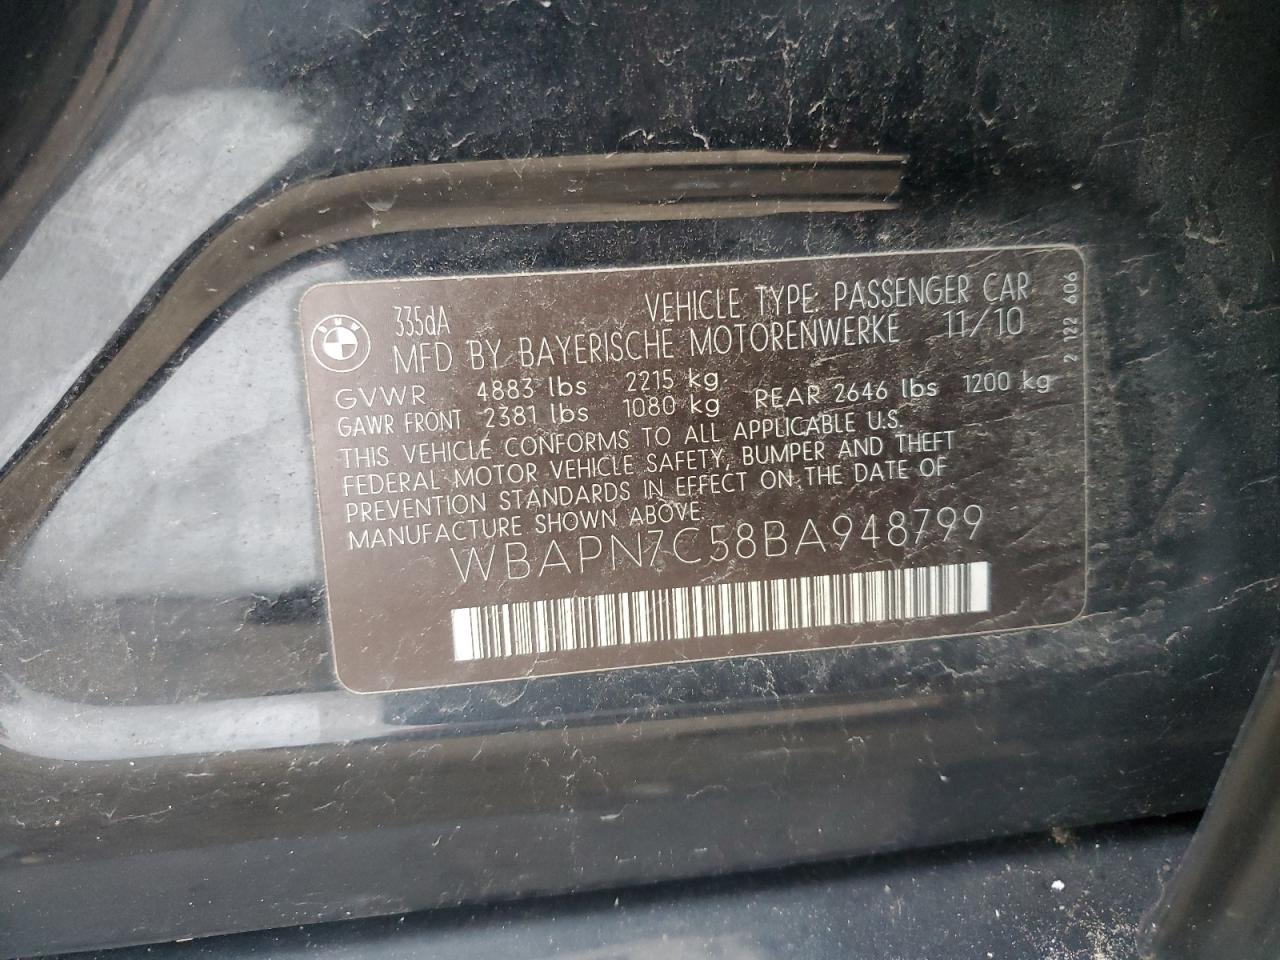 BMW
335dA
VEHICLE TYPE: PASSENGER CAR
MFD BY BAYERISCHE MOTORENWERKE 11/10
GVWR 4883 lbs 2215 kg
GAWR FRONT 2381 lbs 1080 kg REAR 2646 lbs 1200 kg
THIS VEHICLE CONFORMS TO ALL APPLICABLE U.S.
FEDERAL MOTOR VEHICLE SAFETY, BUMPER AND THEFT
PREVENTION STANDARDS IN EFFECT ON THE DATE OF
MANUFACTURE SHOWN ABOVE.
WBAPN7C58BA948799
2 122 606